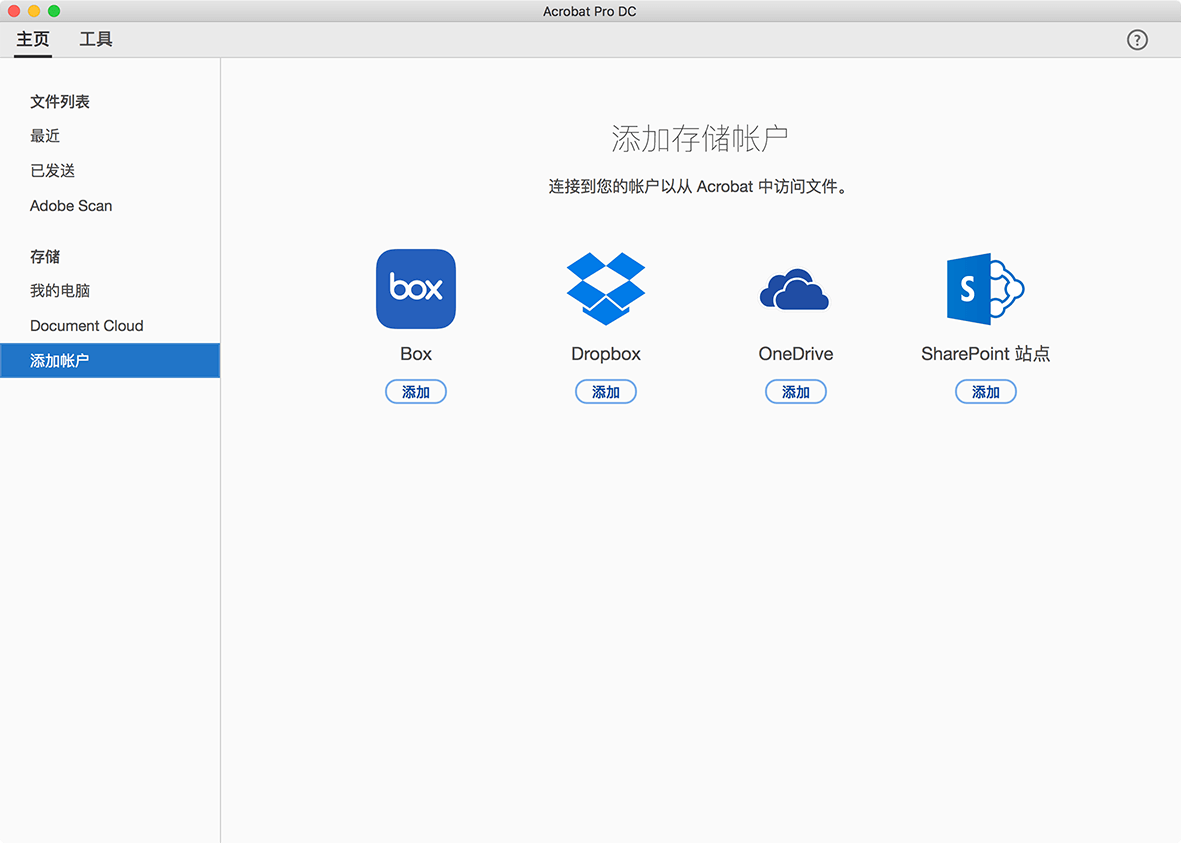 Acrobat Pro DC
主页 工具
?
文件列表
最近
已发送
Adobe Scan
存储
我的电脑
Document Cloud
添加帐户
添加存储帐户
连接到您的帐户以从 Acrobat 中访问文件。
box
S
Box Dropbox OneDrive SharePoint 站点
添加 添加 添加 添加